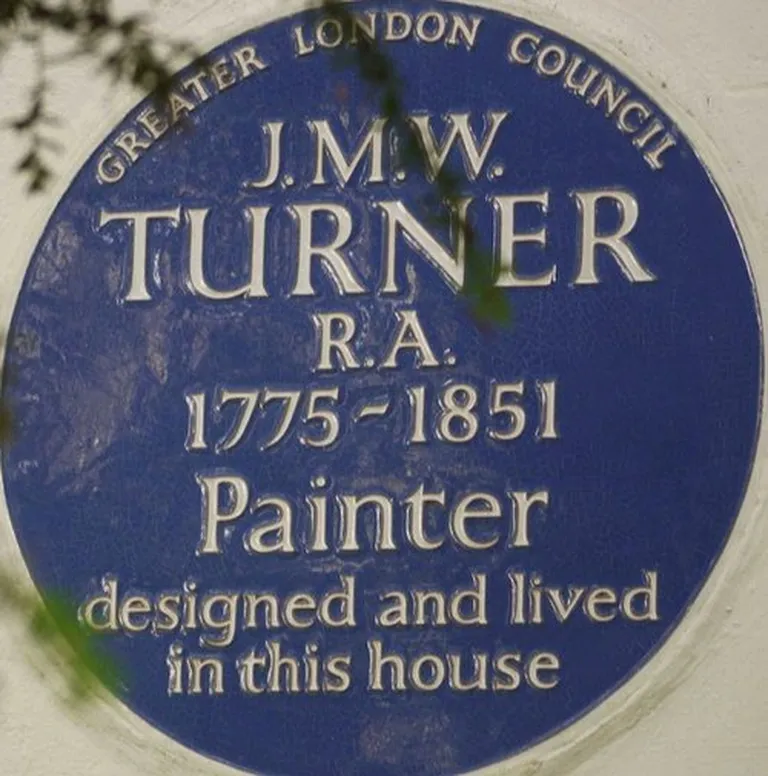 GREATER LONDON COUNCIL
J.M.W.
TURNER
R.A.
1775~1851
Painter
designed and lived
in this house